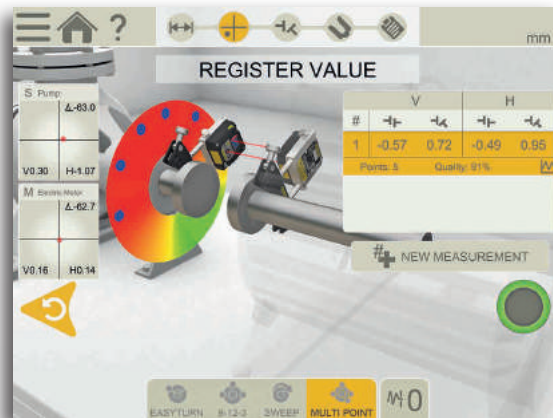 ?
mm
REGISTER VALUE
S Pump
∠-63.0
V0.30 H-1.07
M Electric Motor
∠-62.7
V0.16 H0.14
V H
#
1 -0.57 0.72 -0.49 0.95
Points: 5 Quality: 91%
# NEW MEASUREMENT
EASYTURN 9-12-3 SWEEP MULTI POINT
0